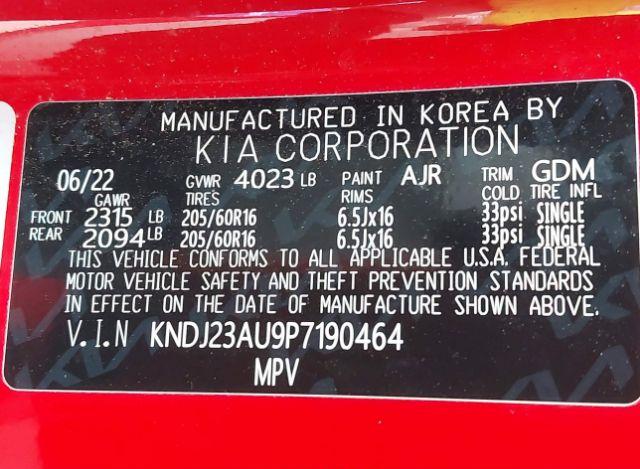 MANUFACTURED IN KOREA BY
KIA CORPORATION
06/22 GVWR 4023 LB PAINT AJR TRIM GDM
GAWR TIRES RIMS COLD TIRE INFL
FRONT 2315 LB 205/60R16 6.5Jx16 33psi SINGLE
REAR 2094LB 205/60R16 6.5Jx16 33psi SINGLE
THIS VEHICLE CONFORMS TO ALL APPLICABLE U.S.A. FEDERAL
MOTOR VEHICLE SAFETY AND THEFT PREVENTION STANDARDS
IN EFFECT ON THE DATE OF MANUFACTURE SHOWN ABOVE.
V.I.N KNDJ23AU9P7190464
MPV